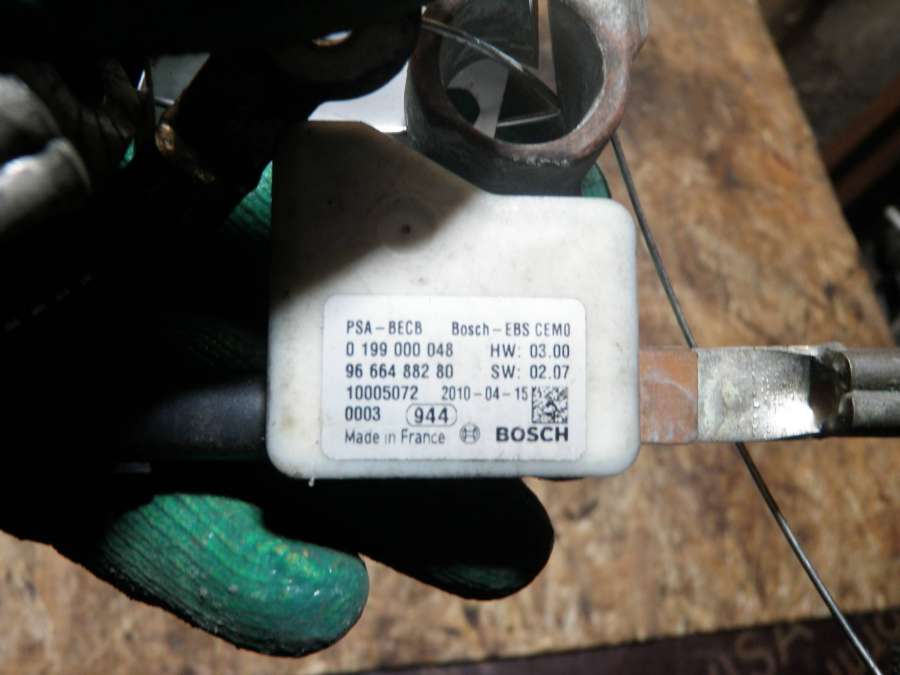 PSA-BECB Bosch-EBS CEM0
0 199 000 048 HW: 03.00
96 664 882 80 SW: 02.07
10005072 2010-04-15
0003 944
Made in France BOSCH